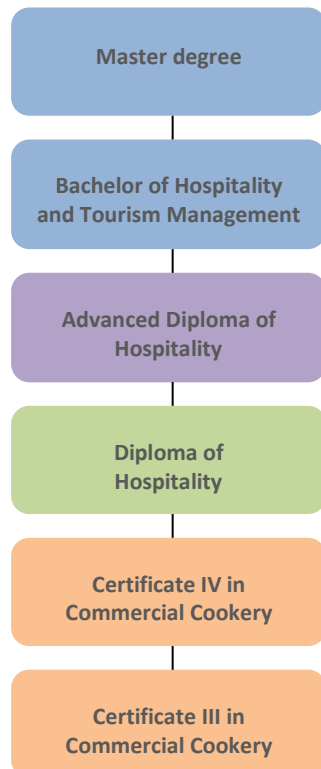 Master degree
Bachelor of Hospitality
and Tourism Management
Advanced Diploma of
Hospitality
Diploma of
Hospitality
Certificate IV in
Commercial Cookery
Certificate III in
Commercial Cookery